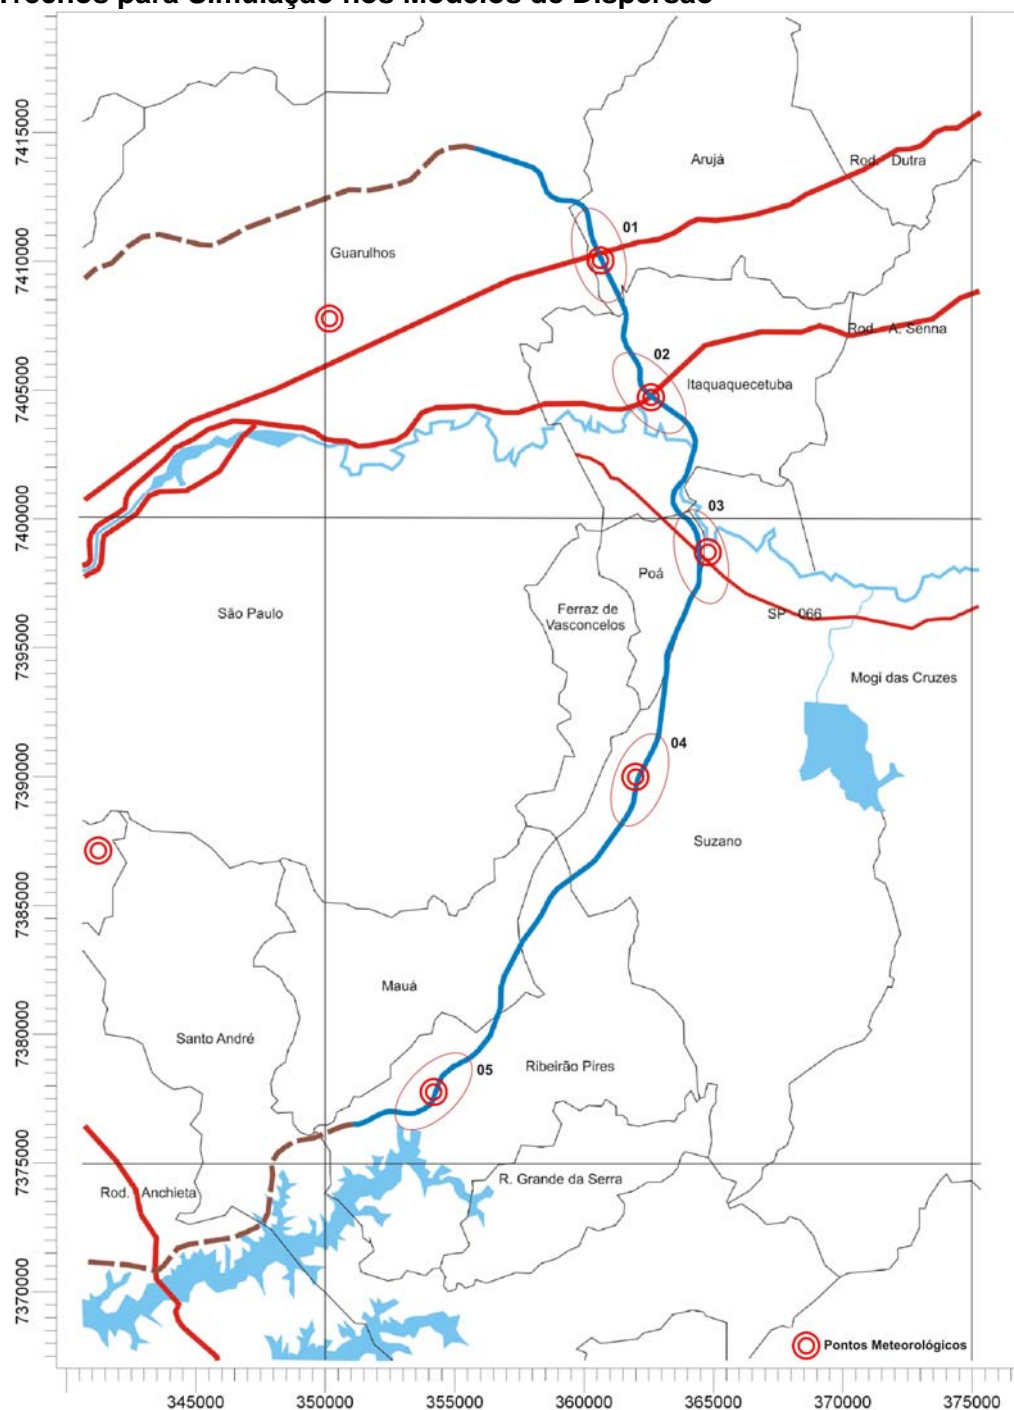 Trechos para Simulação nos Modelos de Dispersão
7415000
7410000
7405000
7400000
7395000
7390000
7385000
7380000
7375000
7370000
Arujá
Rod. Dutra
01
Guarulhos
Rod. A. Senna
02
Itaquaquecetuba
03
Poá
São Paulo
Ferraz de
Vasconcelos
SP 066
Mogi das Cruzes
04
Suzano
Mauá
Santo André
05
Ribeirão Pires
R. Grande da Serra
Rod. Anchieta
Pontos Meteorológicos
345000 350000 355000 360000 365000 370000 375000